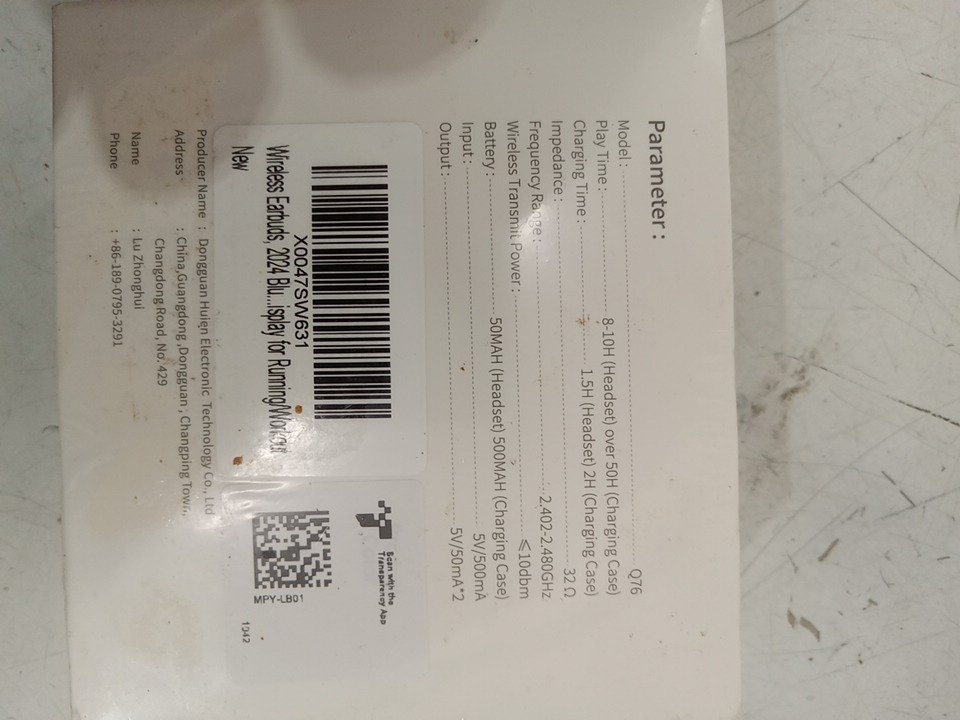 Parameter :
Model : Q76
Play Time : 8-10H (Headset) over 50H (Charging Case)
Charging Time : 1.5H (Headset) 2H (Charging Case)
Impedance : 32 Ω
Frequency Range : 2.402-2.480GHz
Wireless Transmit Power : ≤10dbm
Battery : 50MAH (Headset) 500MAH (Charging Case)
Input : 5V/500mA
Output : 5V/50mA*2
X0047SW631
Wireless Earbuds, 2024 Blu...isplay for Running/Workout
New
Scan with the
Transparency App
MPY-LB01
1042
Producer Name : Dongguan Huien Electronic Technology Co., Ltd
Address : China,Guangdong ,Dongguan , Changping Town,
Changdong Road, No. 429
Name : Lu Zhonghui
Phone : +86-189-0795-3291